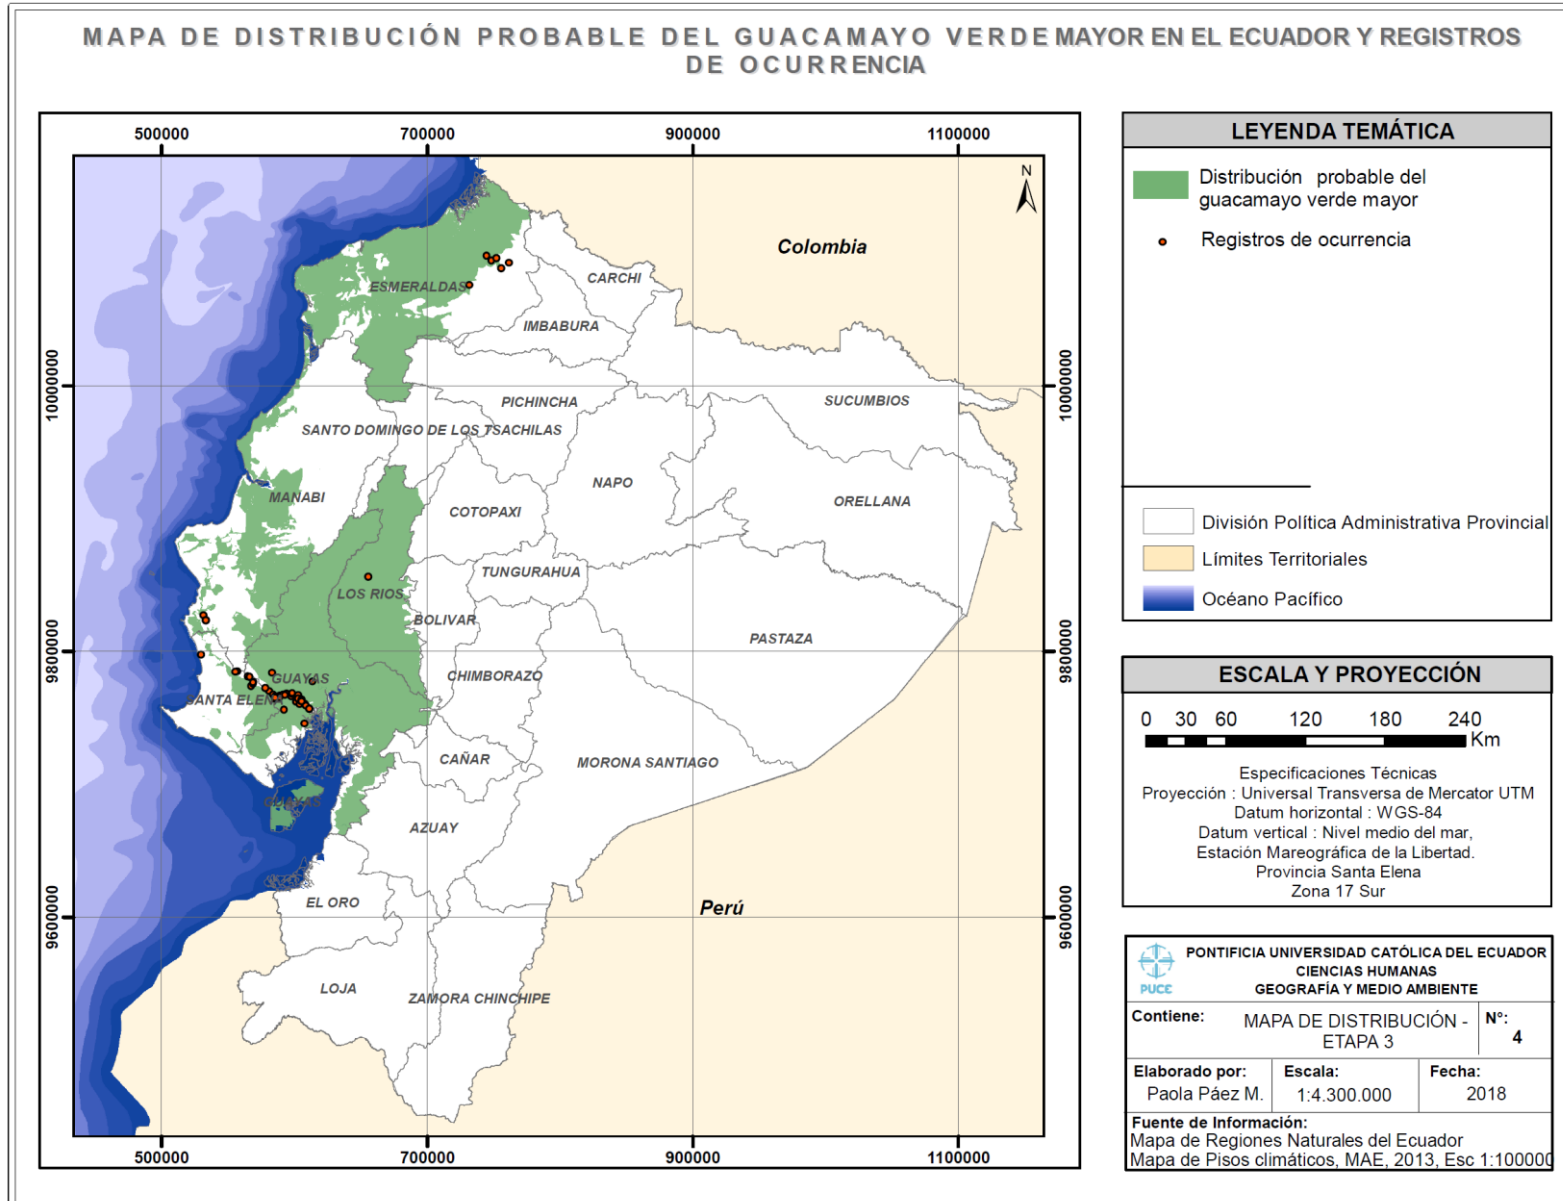 MAPA DE DISTRIBUCIÓN PROBABLE DEL GUACAMAYO VERDE MAYOR EN EL ECUADOR Y REGISTROS
DE OCURRENCIA
500000 700000 900000 1100000
N
Colombia
CARCHI
ESMERALDAS
IMBABURA
10000000 10000000
PICHINCHA
SUCUMBIOS
SANTO DOMINGO DE LOS TSACHILAS
NAPO
MANABI
ORELLANA
COTOPAXI
TUNGURAHUA
LOS RIOS
BOLIVAR
PASTAZA
9800000 9800000
CHIMBORAZO
GUAYAS
SANTA ELENA
CAÑAR
MORONA SANTIAGO
GUAYAS
AZUAY
EL ORO
Perú
9600000 9600000
LOJA
ZAMORA CHINCHIPE
500000 700000 900000 1100000
LEYENDA TEMÁTICA
Distribución probable del
guacamayo verde mayor
Registros de ocurrencia
División Política Administrativa Provincial
Límites Territoriales
Océano Pacífico
ESCALA Y PROYECCIÓN
0 30 60 120 180 240
Km
Especificaciones Técnicas
Proyección : Universal Transversa de Mercator UTM
Datum horizontal : WGS-84
Datum vertical : Nivel medio del mar,
Estación Mareográfica de la Libertad.
Provincia Santa Elena
Zona 17 Sur
PUCE
PONTIFICIA UNIVERSIDAD CATÓLICA DEL ECUADOR
CIENCIAS HUMANAS
GEOGRAFÍA Y MEDIO AMBIENTE
Contiene: MAPA DE DISTRIBUCIÓN -
ETAPA 3
N°:
4
Elaborado por:
Paola Páez M.
Escala:
1:4.300.000
Fecha:
2018
Fuente de Información:
Mapa de Regiones Naturales del Ecuador
Mapa de Pisos climáticos, MAE, 2013, Esc 1:100000